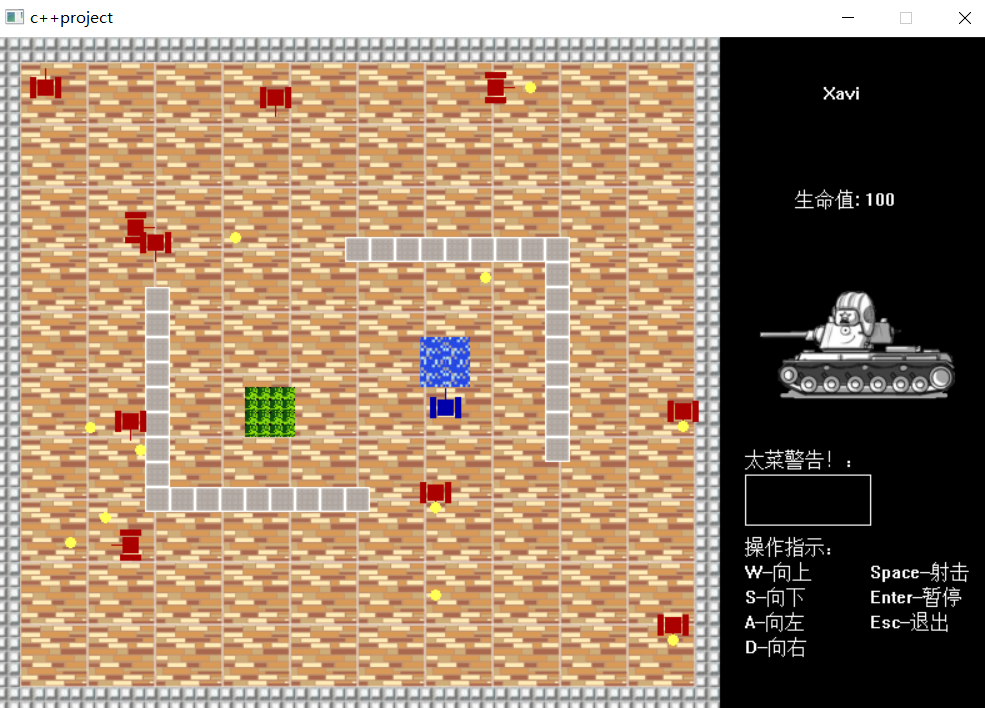 c++project
Xavi
生命值: 100
太菜警告! :
操作指示:
W—向上 Space—射击
S—向下 Enter—暂停
A—向左 Esc—退出
D—向右